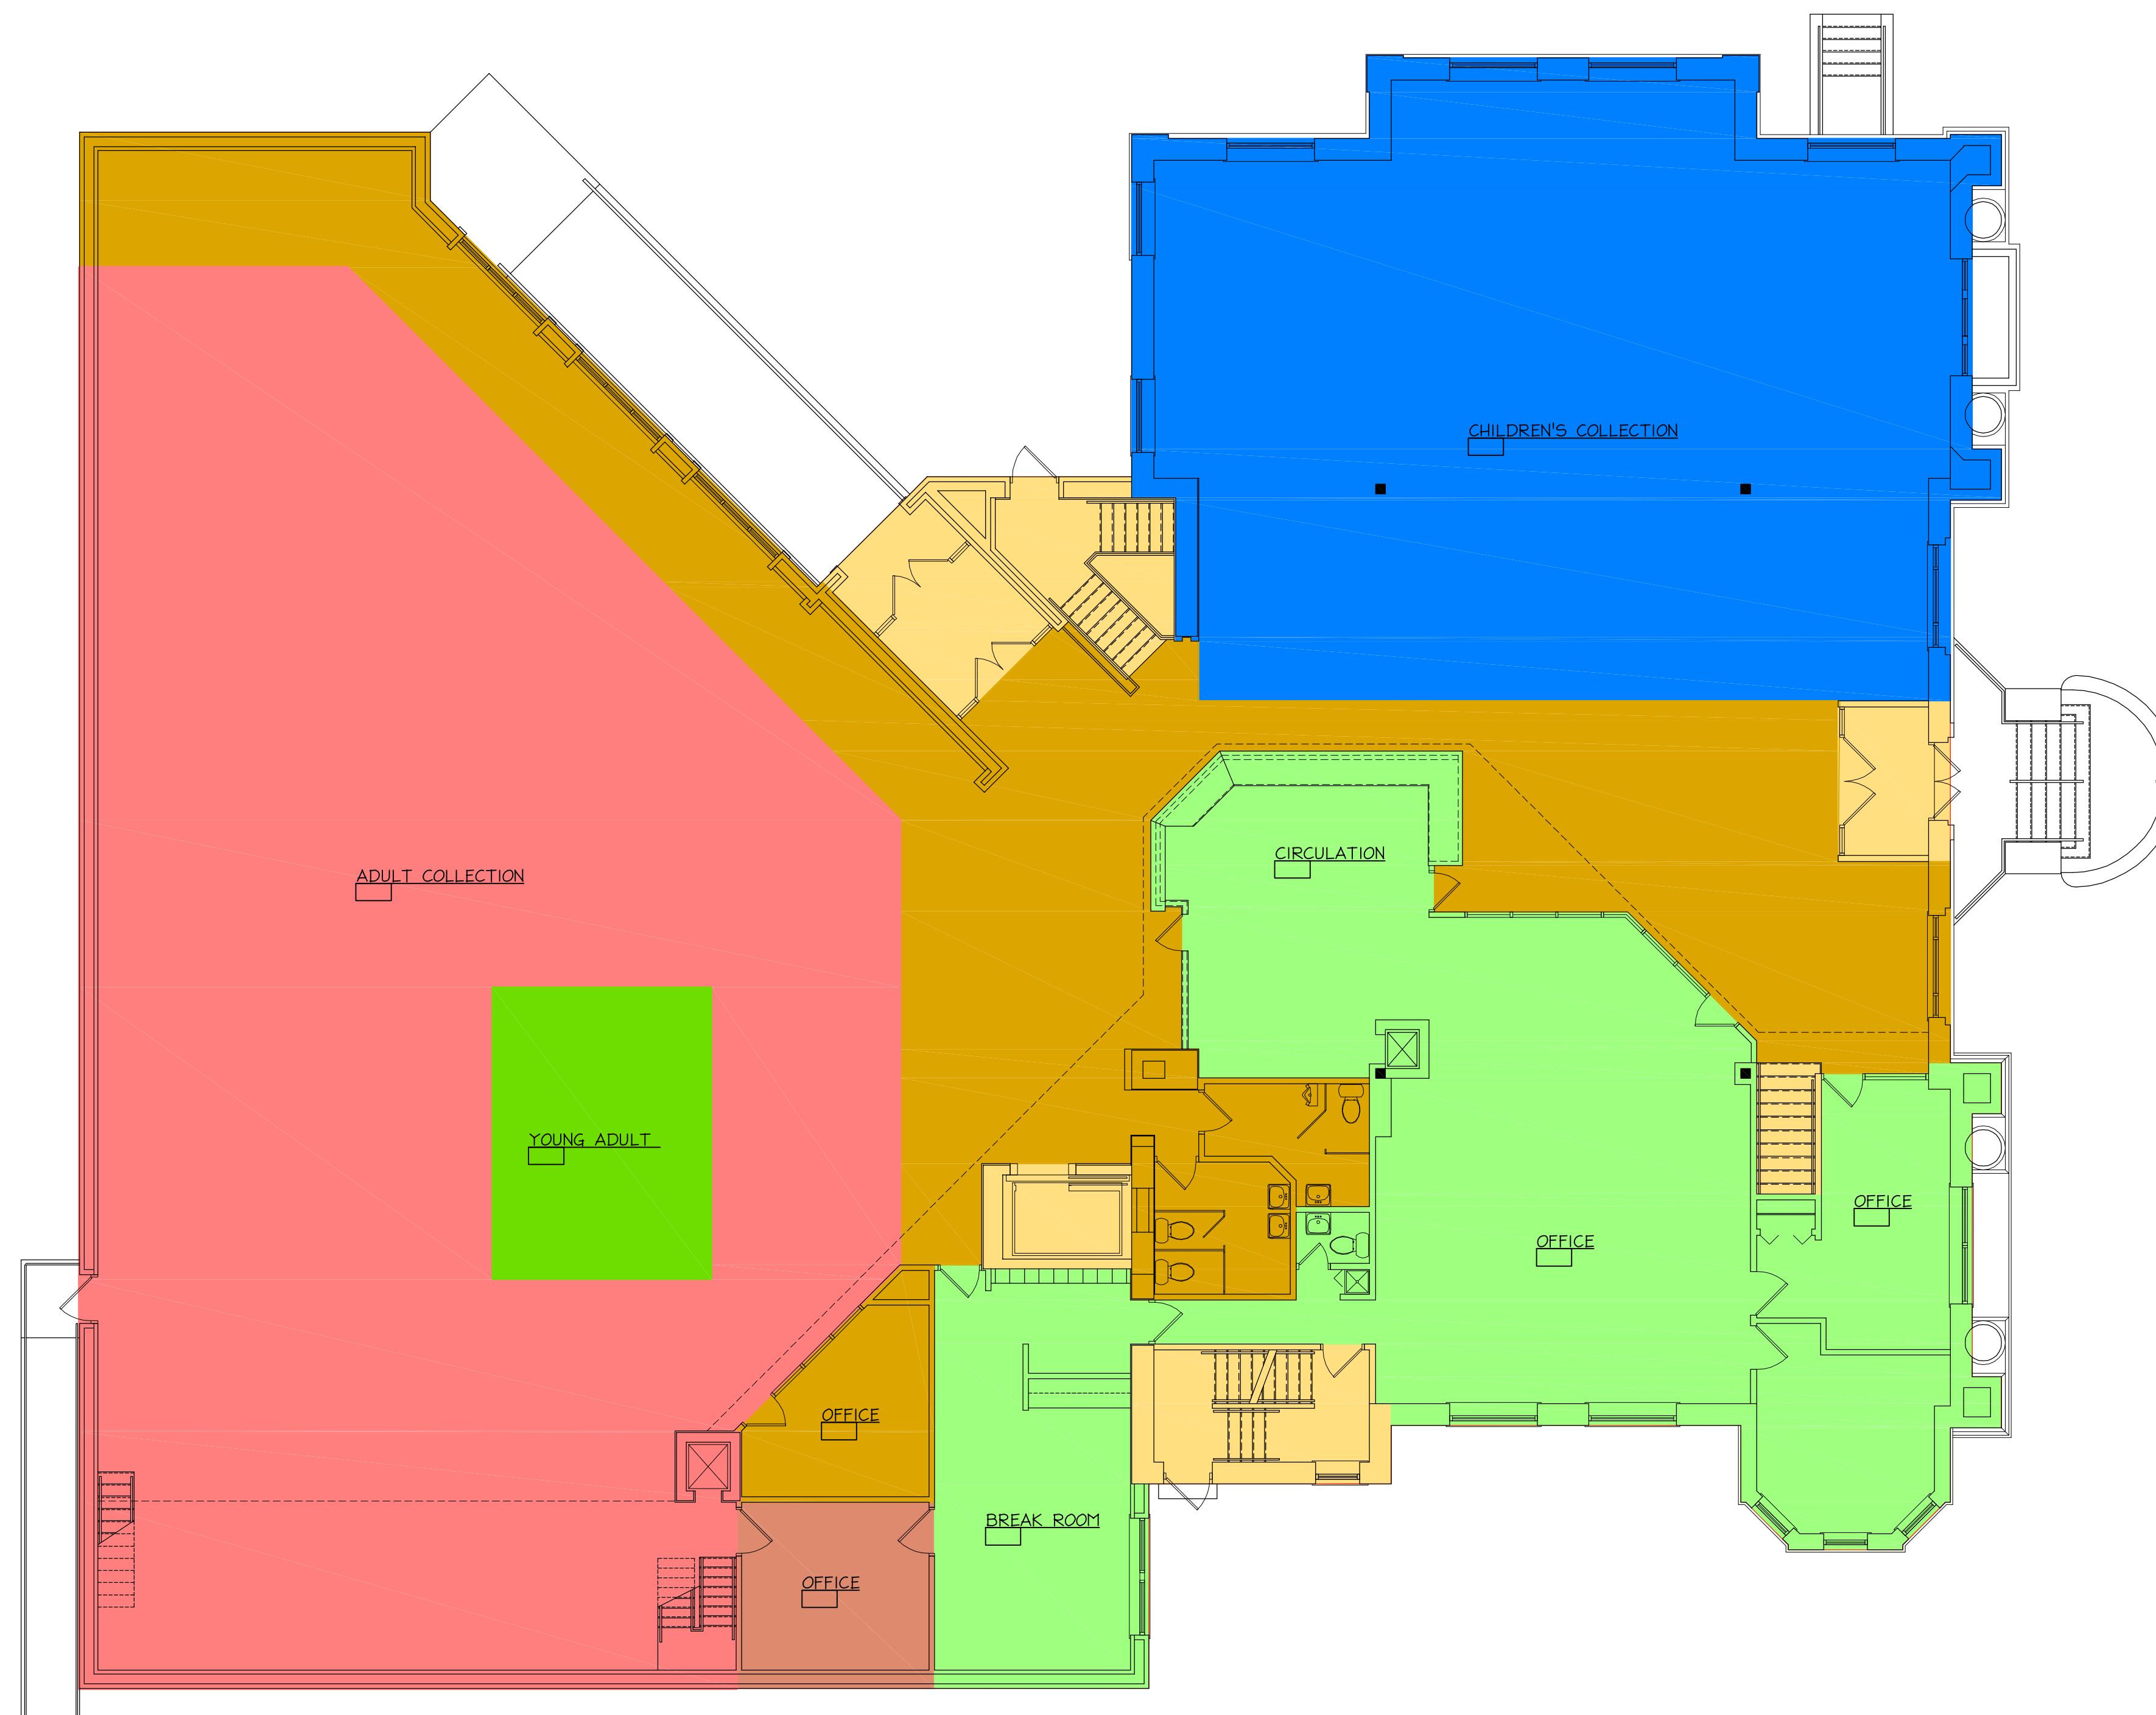 CHILDREN'S COLLECTION
CIRCULATION
ADULT COLLECTION
YOUNG ADULT
OFFICE
OFFICE
OFFICE
BREAK ROOM
OFFICE